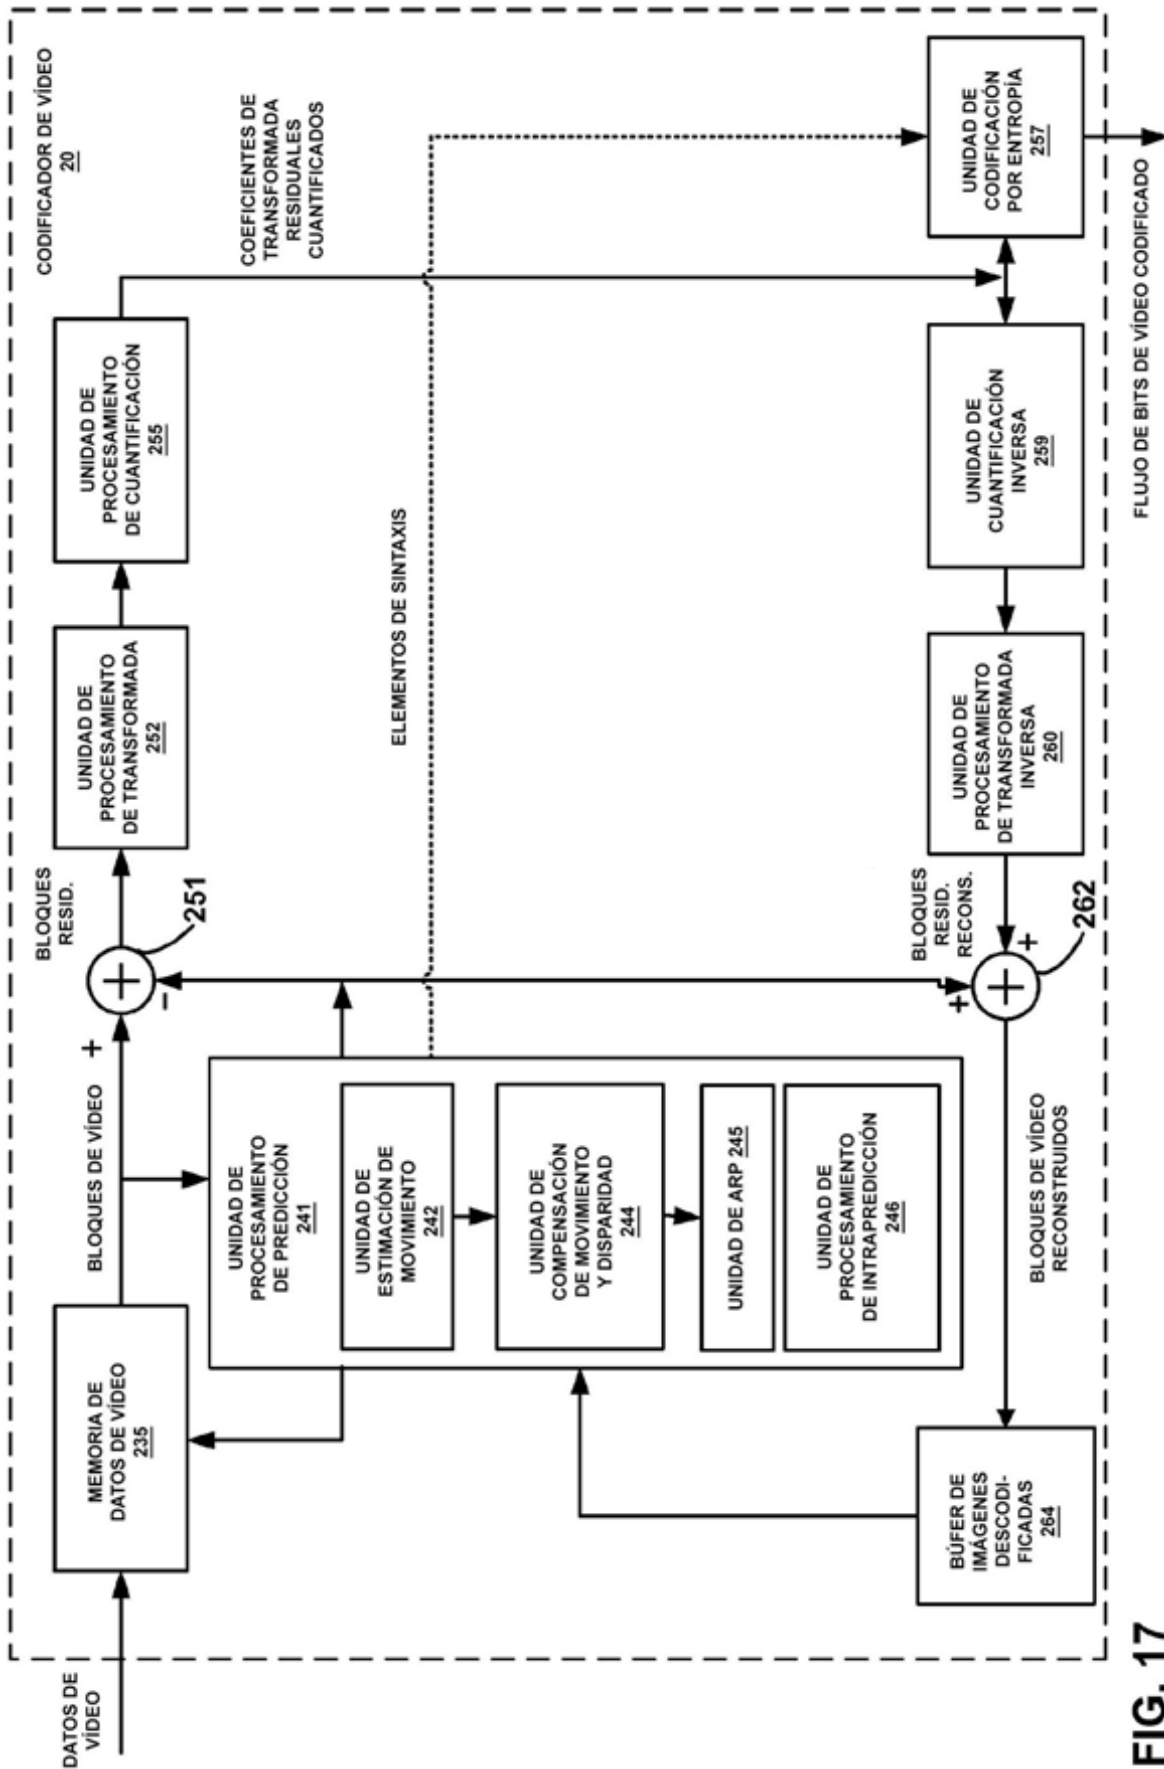 CODIFICADOR DE VÍDEO
20
DATOS DE
VÍDEO
MEMORIA DE
DATOS DE VÍDEO
235
BLOQUES DE VÍDEO
+
-
251
BLOQUES
RESID.
UNIDAD DE
PROCESAMIENTO
DE TRANSFORMADA
252
UNIDAD DE
PROCESAMIENTO
DE CUANTIFICACIÓN
255
COEFICIENTES DE
TRANSFORMADA
RESIDUALES
CUANTIFICADOS
UNIDAD DE
PROCESAMIENTO
DE PREDICCIÓN
241
UNIDAD DE
ESTIMACIÓN DE
MOVIMIENTO
242
UNIDAD DE
COMPENSACIÓN
DE MOVIMIENTO
Y DISPARIDAD
244
UNIDAD DE ARP 245
UNIDAD DE
PROCESAMIENTO
DE INTRAPREDICCIÓN
246
ELEMENTOS DE SINTAXIS
BÚFER DE
IMÁGENES
DESCODI-
FICADAS
264
BLOQUES DE VÍDEO
RECONSTRUIDOS
+
+
262
BLOQUES
RESID.
RECONS.
UNIDAD DE
PROCESAMIENTO
DE TRANSFORMADA
INVERSA
260
UNIDAD DE
CUANTIFICACIÓN
INVERSA
259
UNIDAD DE
CODIFICACIÓN
POR ENTROPÍA
257
FLUJO DE BITS DE VÍDEO CODIFICADO
FIG. 17